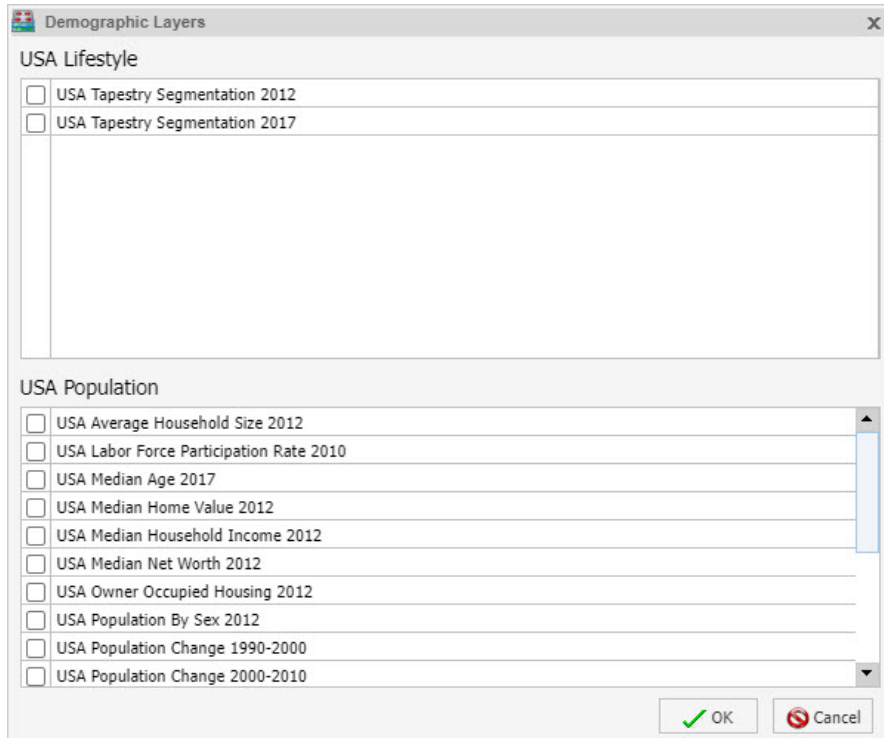 Demographic Layers
X
USA Lifestyle
USA Tapestry Segmentation 2012
USA Tapestry Segmentation 2017
USA Population
USA Average Household Size 2012
USA Labor Force Participation Rate 2010
USA Median Age 2017
USA Median Home Value 2012
USA Median Household Income 2012
USA Median Net Worth 2012
USA Owner Occupied Housing 2012
USA Population By Sex 2012
USA Population Change 1990-2000
USA Population Change 2000-2010
OK Cancel